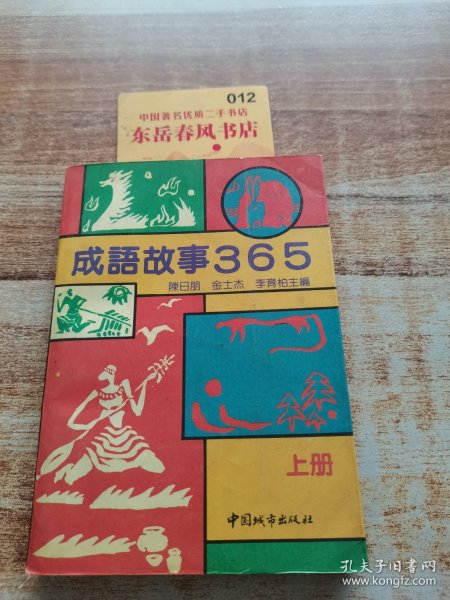 012
中国著名优质二手书店
东岳春风书店
成語故事365
陳日朋 金士杰 李育柏主編
上册
中国城市出版社
孔夫子旧书网
www.kongfz.com